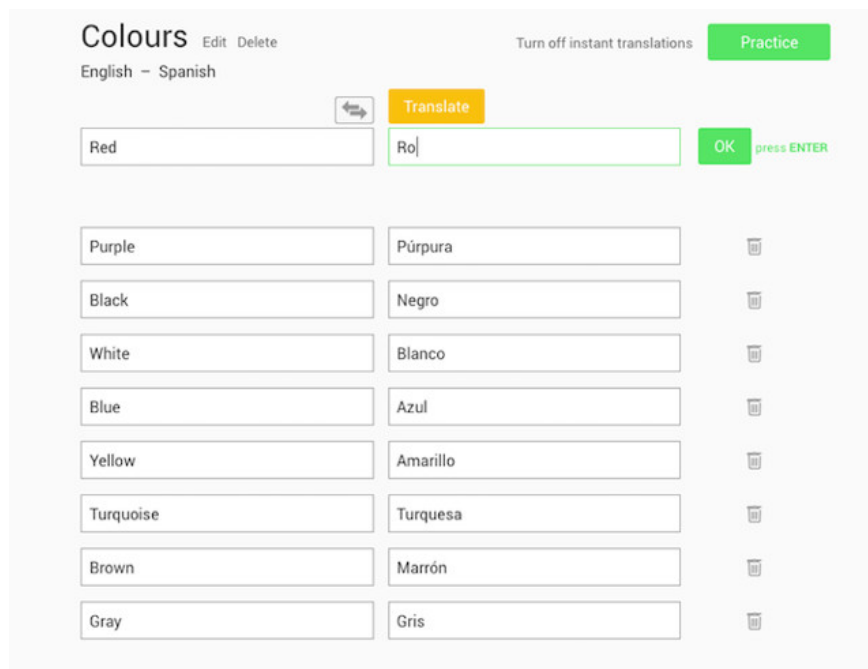 Colours Edit Delete Turn off instant translations Practice
English – Spanish
Translate
Red Ro OK press ENTER
Purple Púrpura
Black Negro
White Blanco
Blue Azul
Yellow Amarillo
Turquoise Turquesa
Brown Marrón
Gray Gris